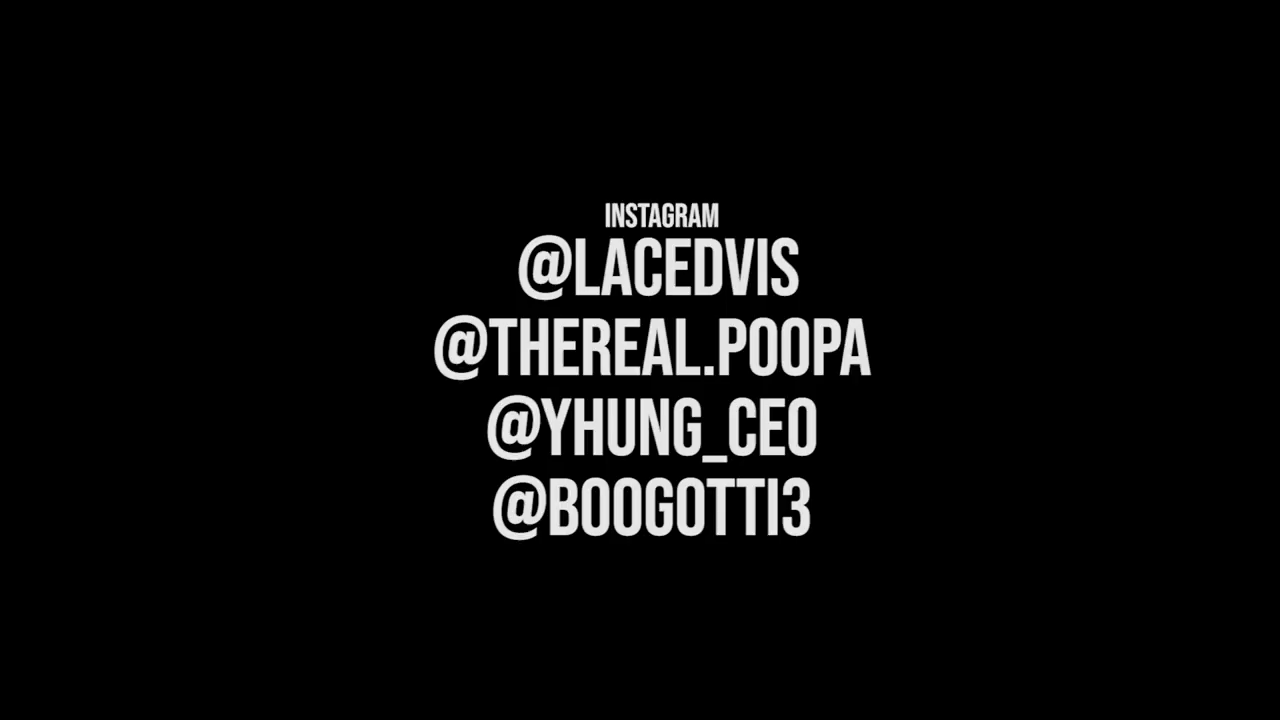 INSTAGRAM
@LACEDVIS
@THEREAL.POOPA
@YHUNG_CEO
@BOOGOTTI3